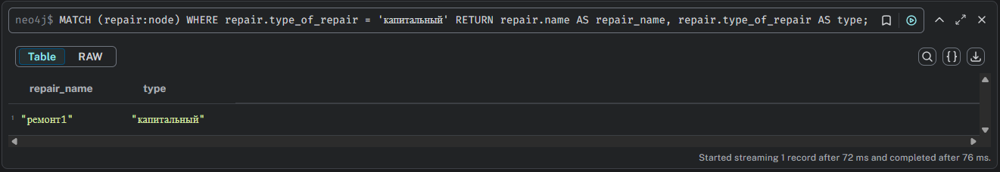 neo4j$ MATCH (repair:node) WHERE repair.type_of_repair = 'капитальный' RETURN repair.name AS repair_name, repair.type_of_repair AS type;
Table RAW
repair_name type
1 "ремонт1" "капитальный"
Started streaming 1 record after 72 ms and completed after 76 ms.